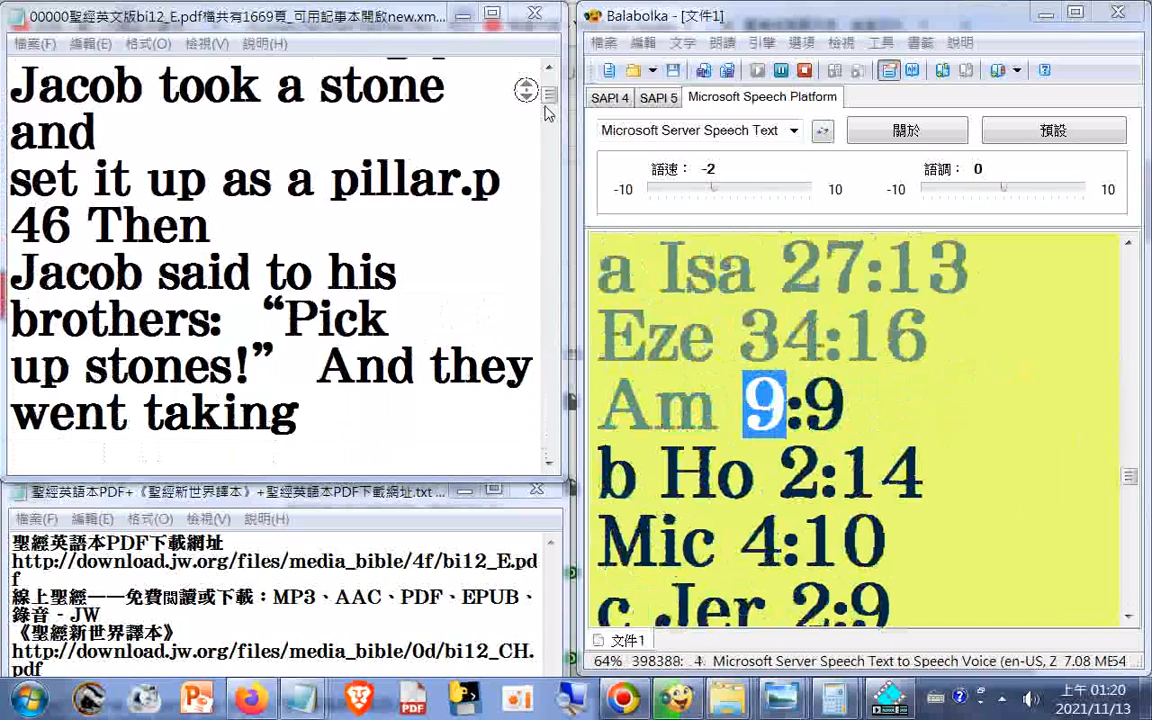 00000聖經英文版bi12_E.pdf檔共有1669頁_可用記事本開啟new.xm...
檔案(F) 編輯(E) 格式(O) 檢視(V) 說明(H)
Jacob took a stone
and
set it up as a pillar.p
46 Then
Jacob said to his
brothers: “Pick
up stones!” And they
went taking
聖經英語本PDF+《聖經新世界譯本》+聖經英語本PDF下載網址.txt ...
檔案(F) 編輯(E) 格式(O) 檢視(V) 說明(H)
聖經英語本PDF下載網址
http://download.jw.org/files/media_bible/4f/bi12_E.pd
f
線上聖經——免費閱讀或下載：MP3、AAC、PDF、EPUB、
錄音 - JW
《聖經新世界譯本》
http://download.jw.org/files/media_bible/0d/bi12_CH.
pdf
Balabolka - [文件1]
檔案 編輯 文字 朗讀 引擎 選項 檢視 工具 書籤 說明
SAPI 4 SAPI 5 Microsoft Speech Platform
Microsoft Server Speech Text 關於 預設
語速： -2 語調： 0
-10 10 -10 10
a Isa 27:13
Eze 34:16
Am 9:9
b Ho 2:14
Mic 4:10
c Jer 2:9
文件1
64% 398388: 4 Microsoft Server Speech Text to Speech Voice (en-US, Z 7.08 ME54
上午 01:20
2021/11/13